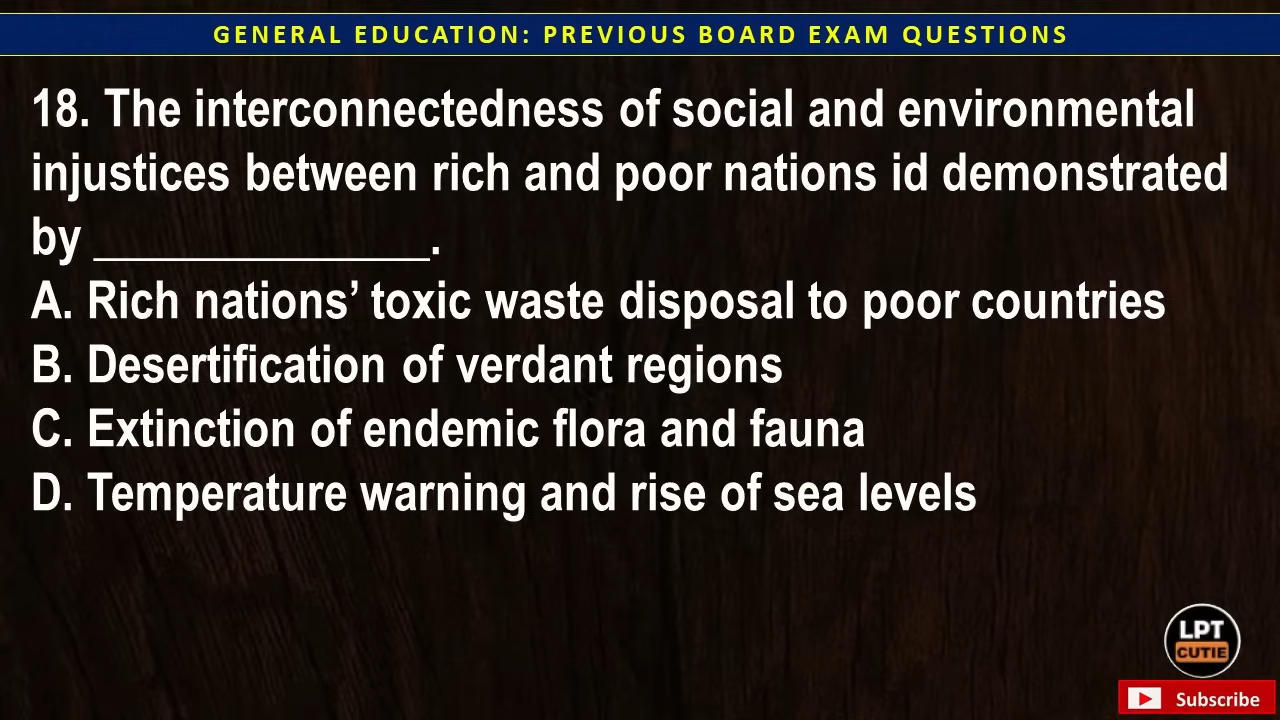 GENERAL EDUCATION: PREVIOUS BOARD EXAM QUESTIONS
18. The interconnectedness of social and environmental
injustices between rich and poor nations id demonstrated
by ______________.
A. Rich nations’ toxic waste disposal to poor countries
B. Desertification of verdant regions
C. Extinction of endemic flora and fauna
D. Temperature warning and rise of sea levels
LPT
CUTIE
Subscribe